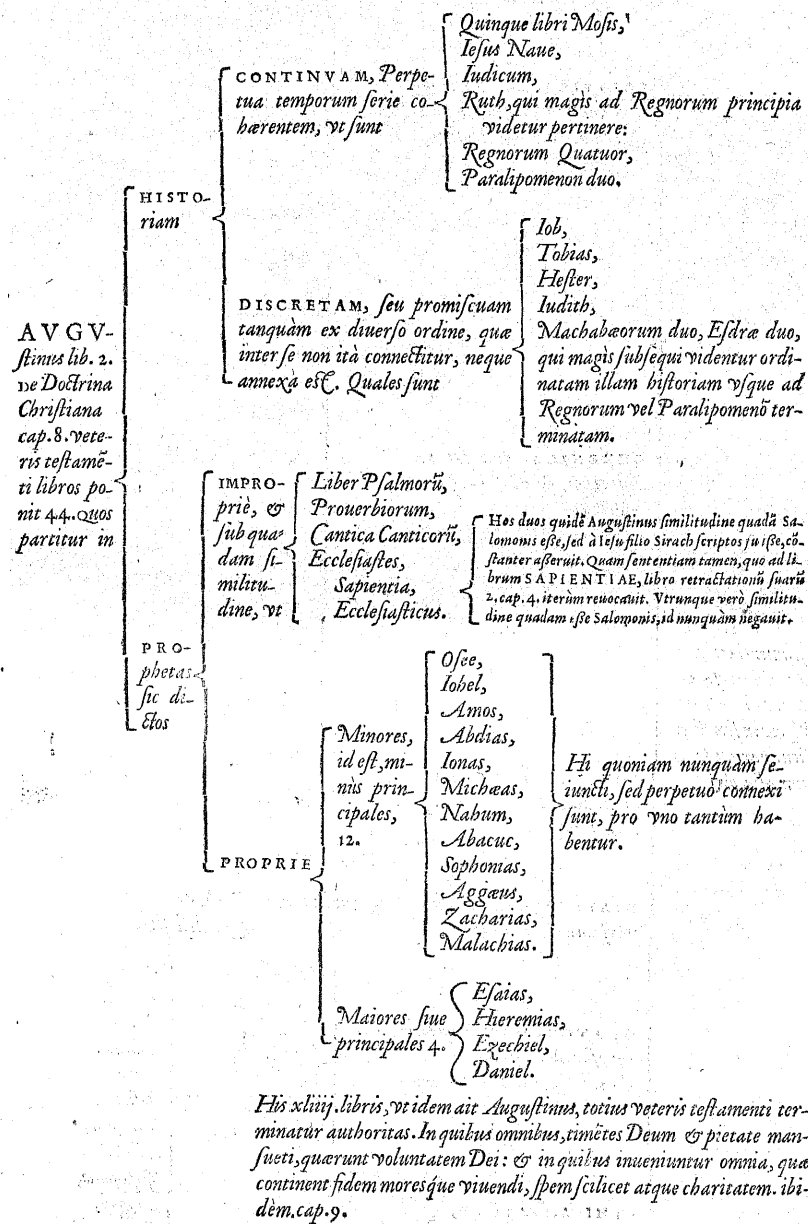 AVGV-
ſtinus lib. 2.
De Doctrina
Chriſtiana
cap. 8. vete-
ris teſtamē-
ti libros po-
nit 44. Quos
partitur in
HISTO-
riam
CONTINVAM, Perpe-
tua temporum ſerie co-
hærentem, vt ſunt
Quinque libri Moſis,
Ieſus Naue,
Iudicum,
Ruth, qui magìs ad Regnorum principia
videtur pertinere:
Regnorum Quatuor,
Paralipomenon duo.
DISCRETAM, ſeu promiſcuam
tanquàm ex diuerſo ordine, quæ
inter ſe non ità connectitur, neque
annexa eſt. Quales ſunt
Iob,
Tobias,
Heſter,
Iudith,
Machabæorum duo, Eſdræ duo,
qui magìs ſubſequi videntur ordi-
natam illam hiſtoriam vſque ad
Regnorum vel Paralipomenō ter-
minatam.
PRO-
phetas
ſic di-
ctos
IMPRO-
priè, &
ſub qua-
dam ſi-
militu-
dine, vt
Liber Pſalmorū,
Prouerbiorum,
Cantica Canticorū,
Eccleſiaſtes,
Sapientia,
Eccleſiaſticus.
Hos duos quidē Auguſtinus ſimilitudine quadā Sa-
lomonis eſſe, ſed à Ieſu filio Sirach ſcriptos fuiſſe, cō-
ſtanter aſſeruit. Quam ſententiam tamen, quo ad li-
brum SAPIENTIAE, libro retractationū ſuarū
2. cap. 4. iterùm reuocauit. Vtrunque verò ſimilitu-
dine quadam eſſe Salomonis, id nunquàm negauit.
PROPRIE
Minores,
id eſt, mi-
nùs prin-
cipales,
12.
Oſee,
Iohel,
Amos,
Abdias,
Ionas,
Michæas,
Nahum,
Abacuc,
Sophonias,
Aggæus,
Zacharias,
Malachias.
Hi quoniam nunquàm ſe-
iuncti, ſed perpetuò connexi
ſunt, pro vno tantùm ha-
bentur.
Maiores ſiue
principales 4.
Eſaias,
Hieremias,
Ezechiel,
Daniel.
His xliiij. libris, vt idem ait Auguſtinus, totius veteris teſtamenti ter-
minatur authoritas. In quibus omnibus, timētes Deum & pietate man-
ſueti, quærunt voluntatem Dei: & in quibus inueniuntur omnia, quæ
continent fidem moreſque viuendi, ſpem ſcilicet atque charitatem. ibi-
dèm. cap. 9.